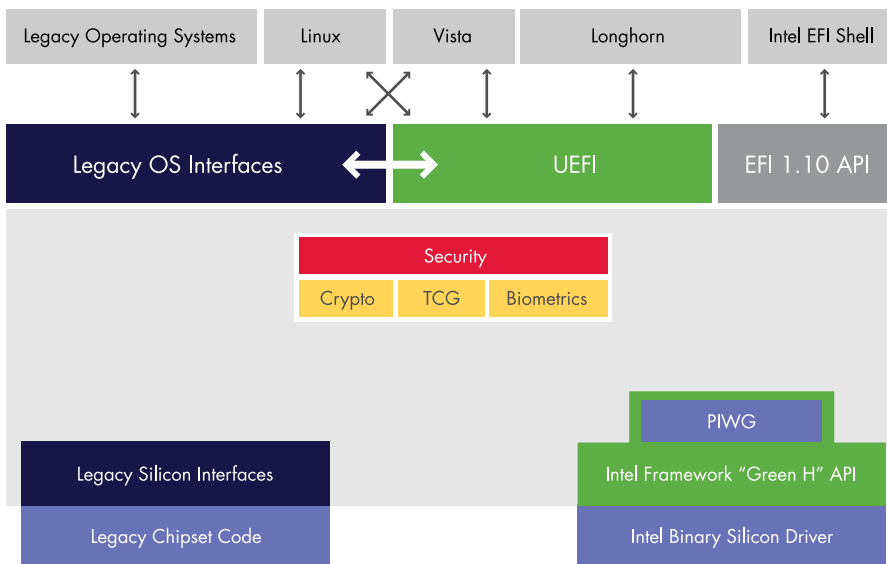 Legacy Operating Systems
Linux
Vista
Longhorn
Intel EFI Shell
Legacy OS Interfaces
UEFI
EFI 1.10 API
Security
Crypto
TCG
Biometrics
PIWG
Legacy Silicon Interfaces
Intel Framework “Green H” API
Legacy Chipset Code
Intel Binary Silicon Driver